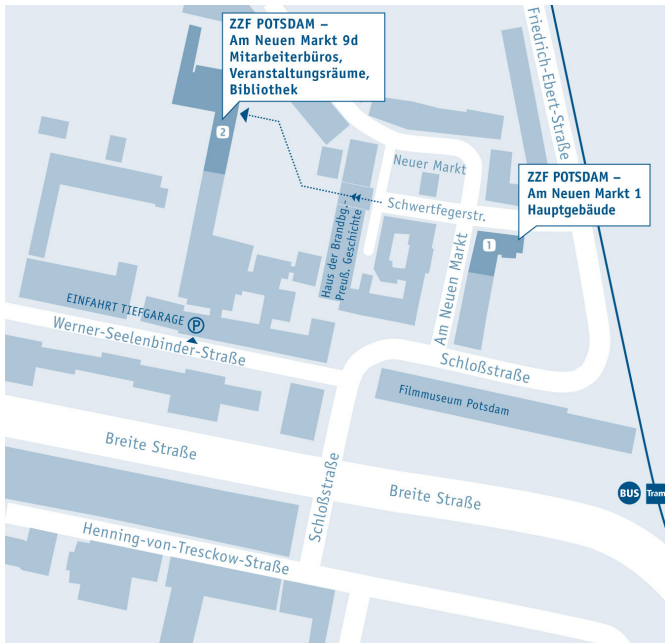 ZZF POTSDAM –
Am Neuen Markt 9d
Mitarbeiterbüros,
Veranstaltungsräume,
Bibliothek
Friedrich-Ebert-Straße
2
Neuer Markt
ZZF POTSDAM –
Am Neuen Markt 1
Hauptgebäude
Schwertfegerstr.
Haus der Brandbg.-
Preuß. Geschichte
1
Am Neuen Markt
EINFAHRT TIEFGARAGE P
Werner-Seelenbinder-Straße
Schloßstraße
Filmmuseum Potsdam
Breite Straße
Schloßstraße
Breite Straße
BUS Tram
Henning-von-Tresckow-Straße